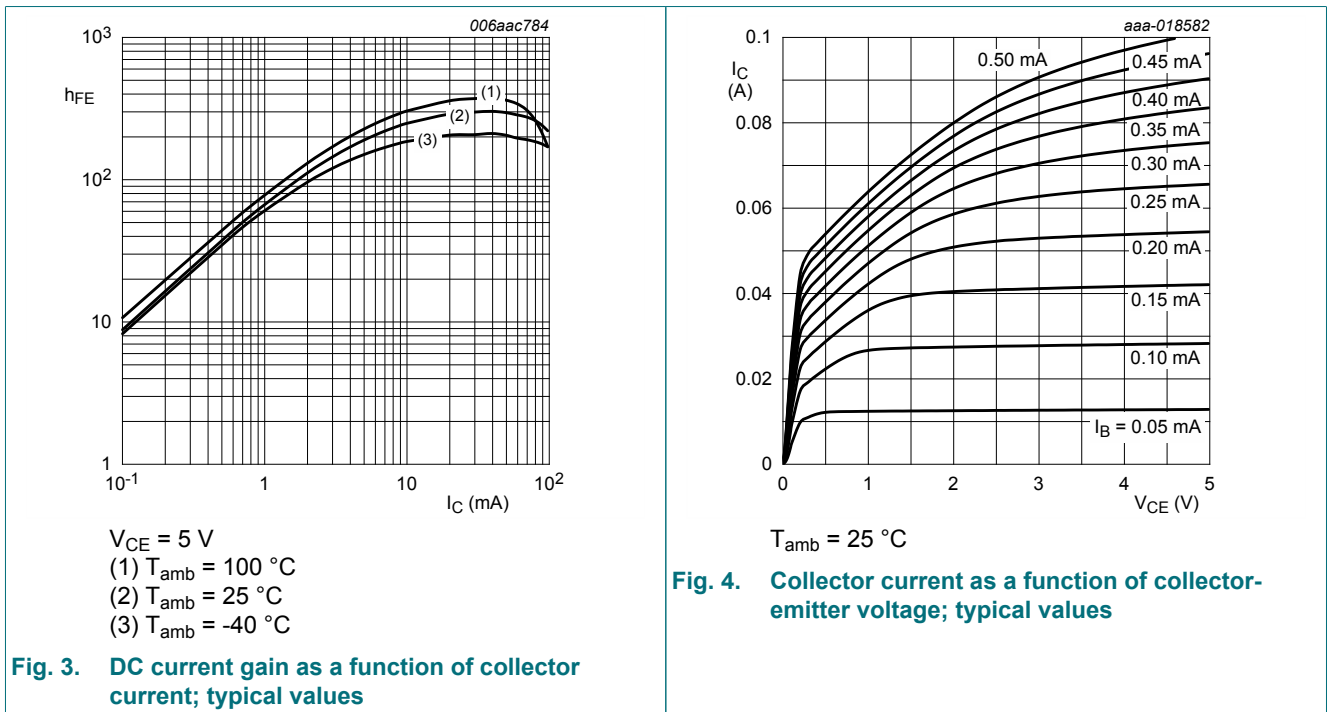 006aac784
10³
h_FE
(1)
(2)
(3)
10²
10
1
10⁻¹
1
10
10²
I_C (mA)
V_CE = 5 V
(1) T_amb = 100 °C
(2) T_amb = 25 °C
(3) T_amb = -40 °C
Fig. 3. DC current gain as a function of collector
current; typical values
aaa-018582
0.1
I_C
(A)
0.08
0.06
0.04
0.02
0
0.50 mA
0.45 mA
0.40 mA
0.35 mA
0.30 mA
0.25 mA
0.20 mA
0.15 mA
0.10 mA
I_B = 0.05 mA
0
1
2
3
4
5
V_CE (V)
T_amb = 25 °C
Fig. 4. Collector current as a function of collector-
emitter voltage; typical values